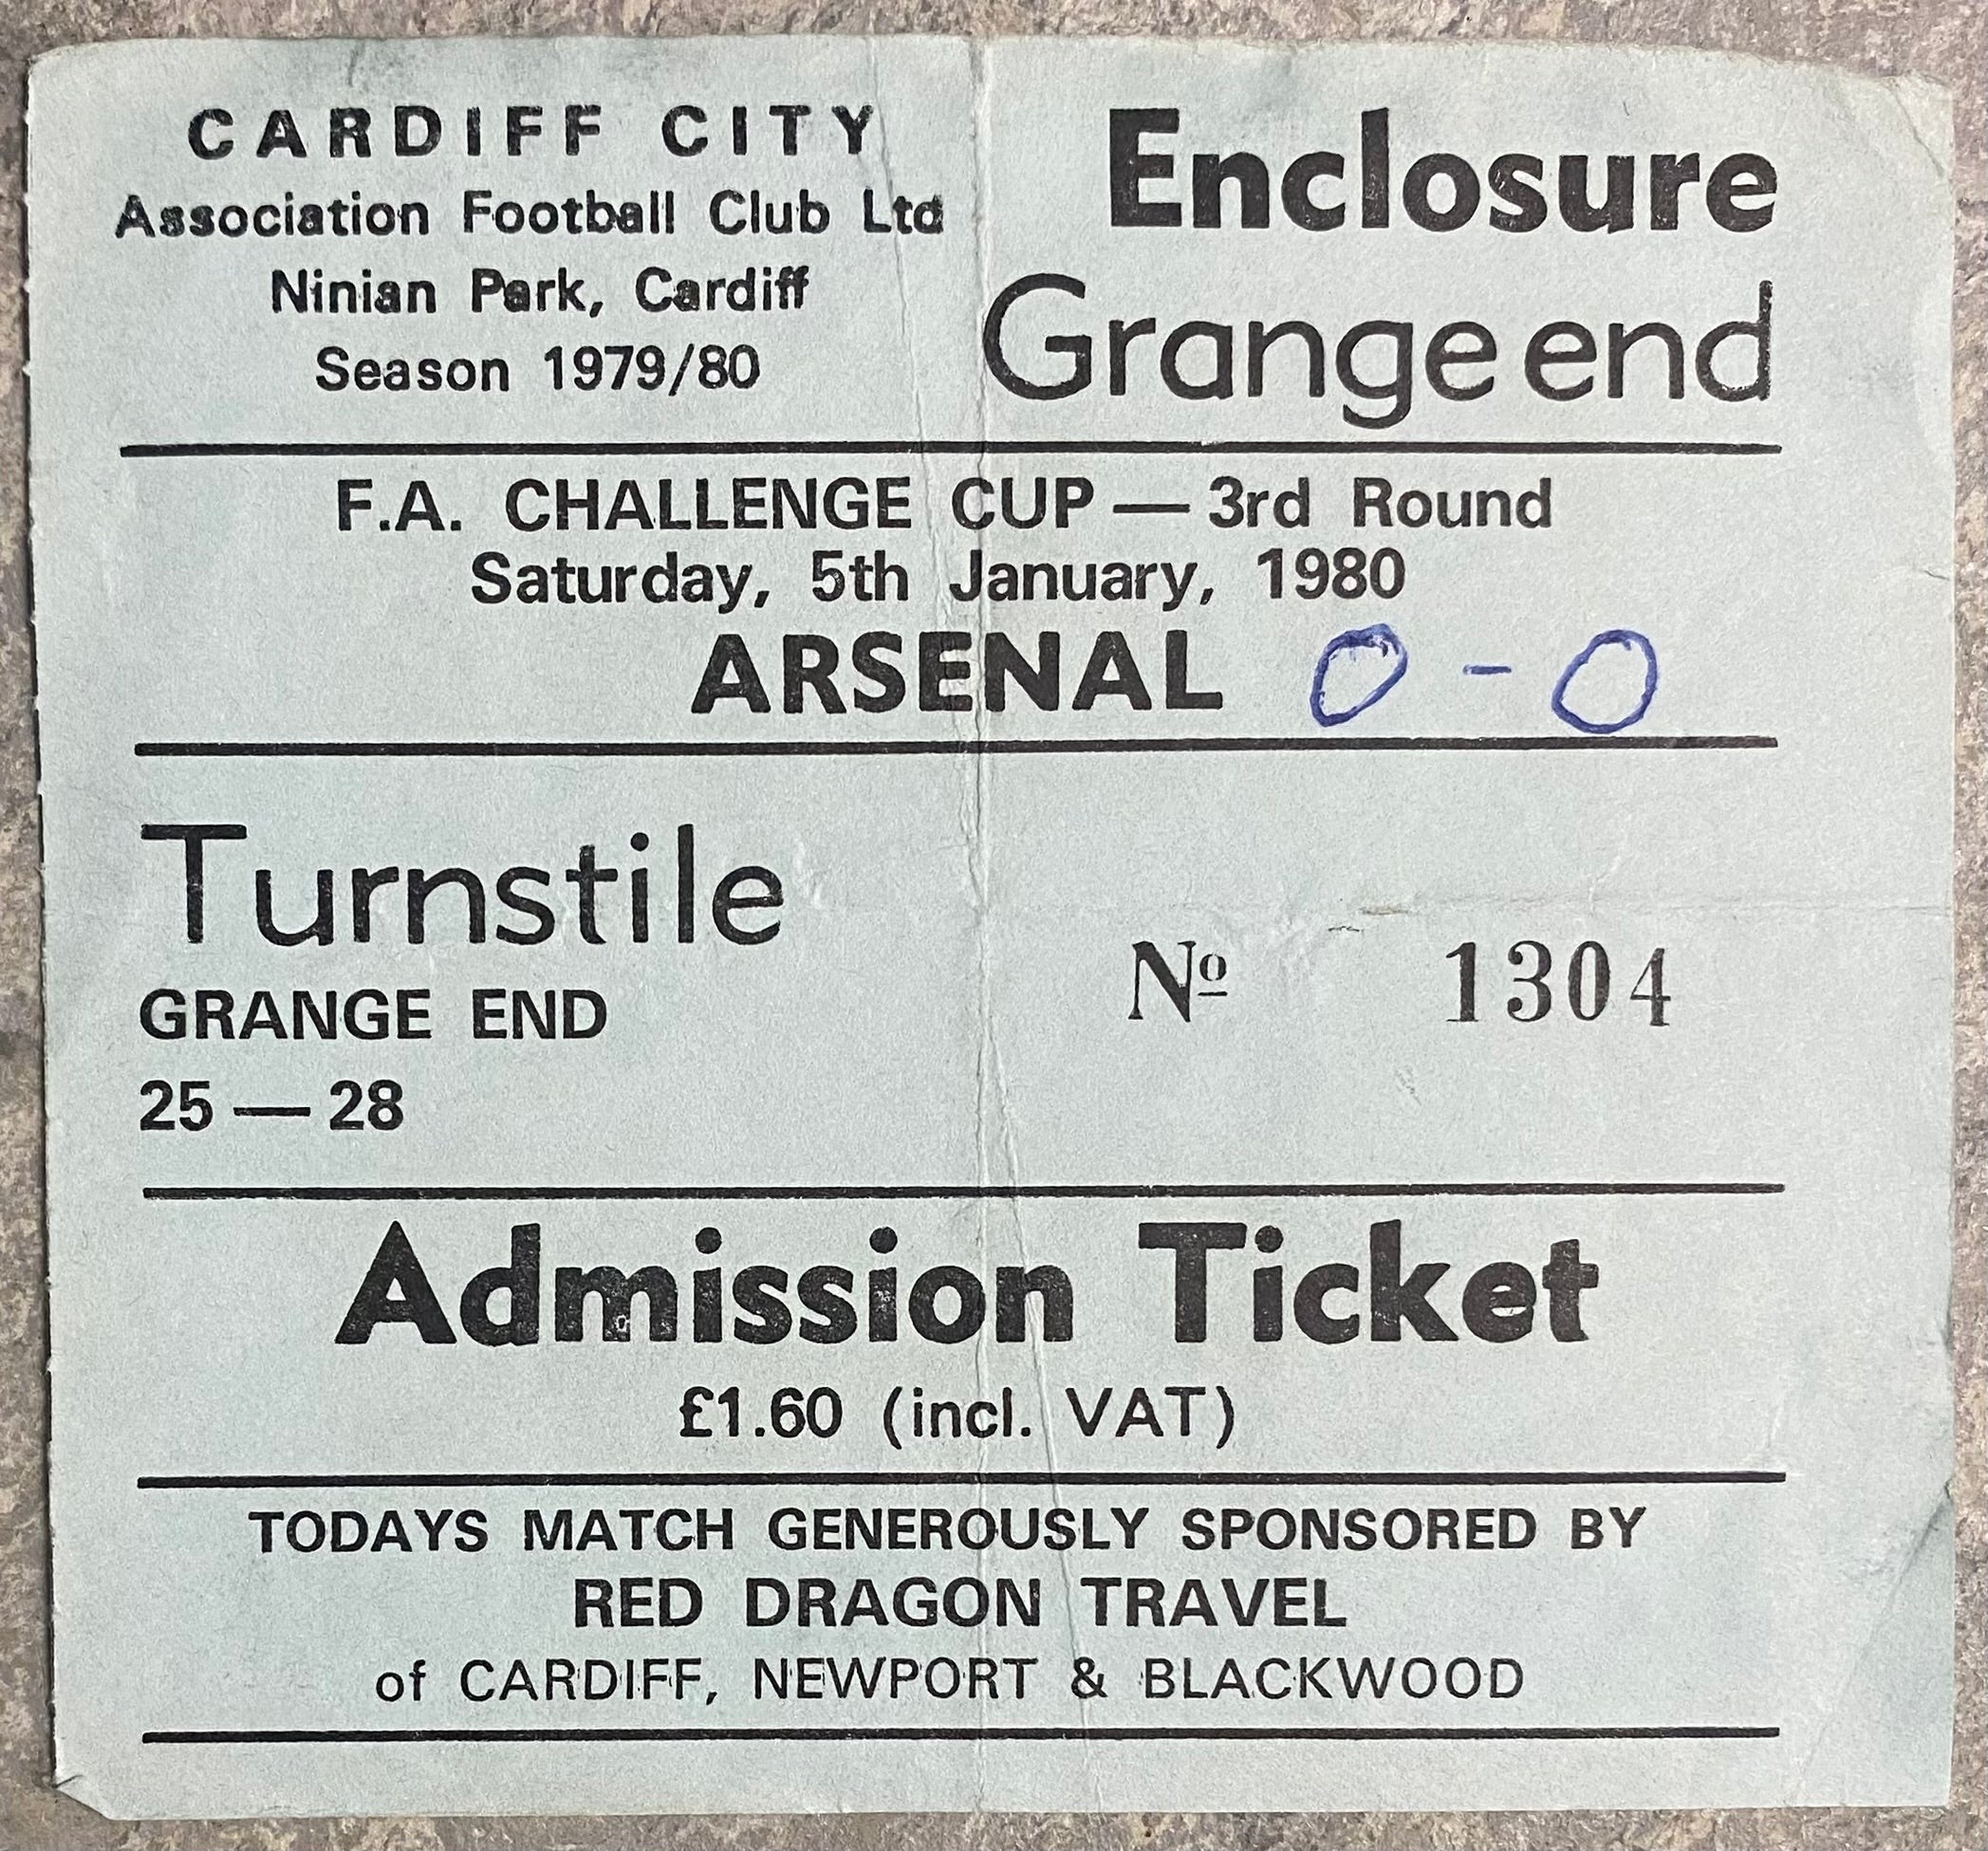 CARDIFF CITY
Association Football Club Ltd
Ninian Park, Cardiff
Season 1979/80
Enclosure
Grange end
F.A. CHALLENGE CUP — 3rd Round
Saturday, 5th January, 1980
ARSENAL 0 - 0
Turnstile
GRANGE END
25 — 28
Nº 1304
Admission Ticket
£1.60 (incl. VAT)
TODAYS MATCH GENEROUSLY SPONSORED BY
RED DRAGON TRAVEL
of CARDIFF, NEWPORT & BLACKWOOD